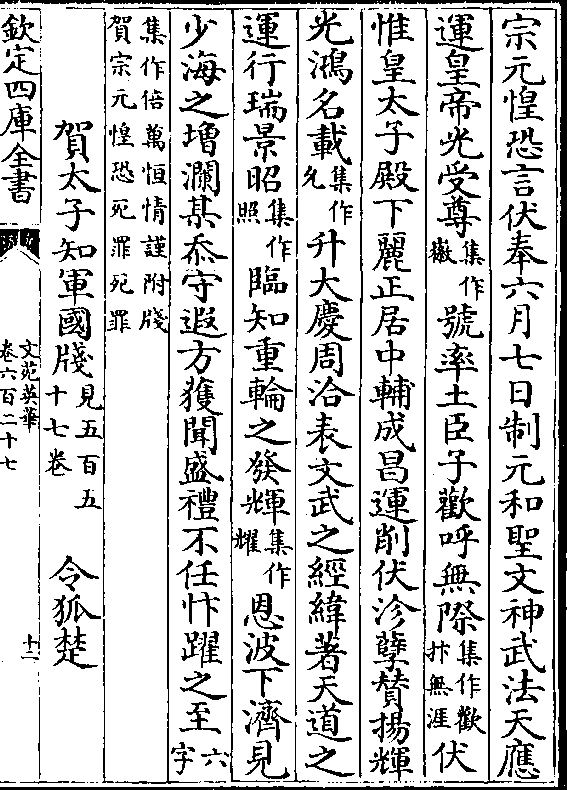 宗元惶恐言伏奉六月七日制元和聖文神武法天應
運皇帝光受尊集作徽號率土臣子歡呼無際集作歡忭無涯伏
惟皇太子殿下麗正居中輔成昌運削伏沴孽賛揚輝
光鴻名載集作允升大慶周洽表文武之經緯著天道之
運行瑞景昭集作照臨知重輪之發輝集作耀恩波下濟見
少海之增瀾某忝守遐方獲聞盛禮不任忭躍之至六字
集作倍萬恒情謹附牋
賀宗元惶恐死罪死罪
賀太子知軍國牋見五百五十七卷 令狐楚
欽定四庫全書
文苑英華
卷六百二十七
十二